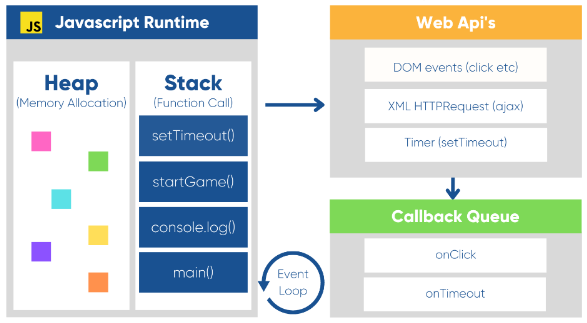 JS
Javascript Runtime
Heap
(Memory Allocation)
Stack
(Function Call)
setTimeout()
startGame()
console.log()
main()
Event
Loop
Web Api's
DOM events (click etc)
XML HTTPRequest (ajax)
Timer (setTimeout)
Callback Queue
onClick
onTimeout